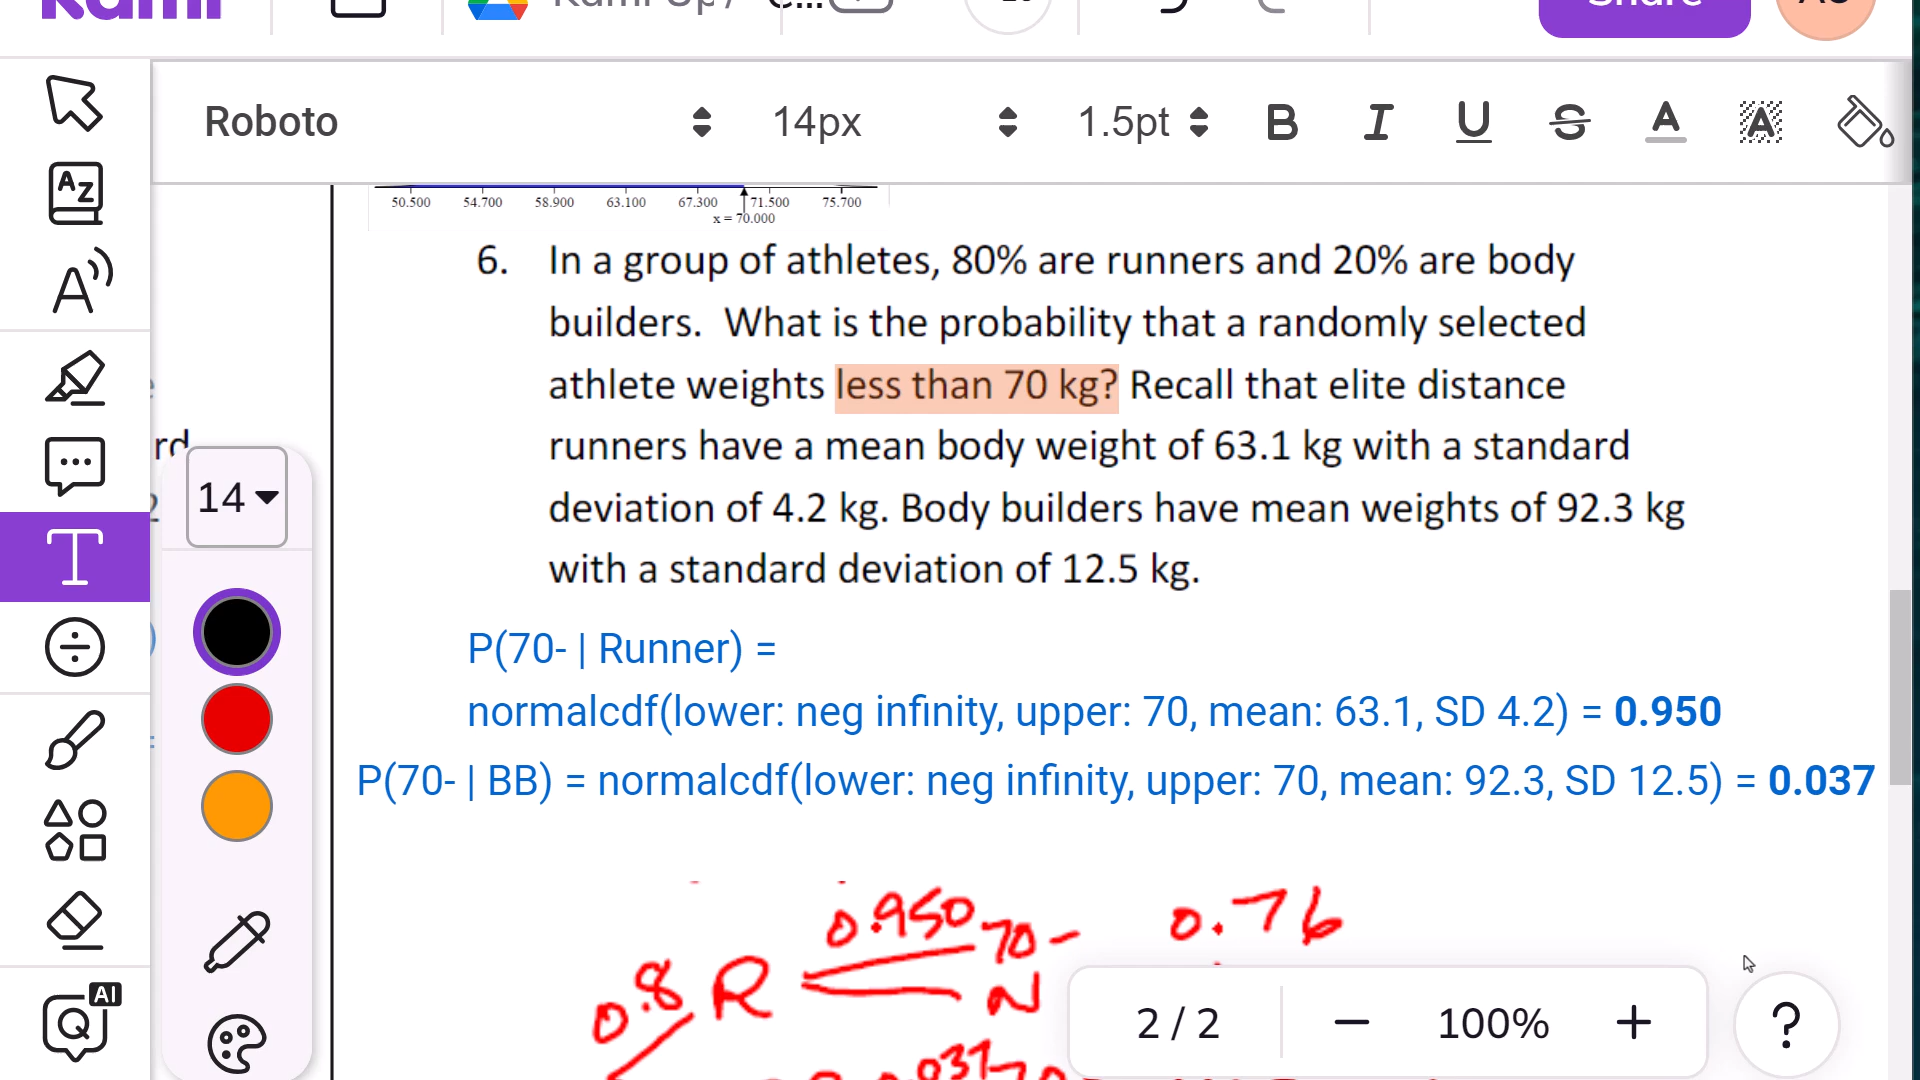 Share
Roboto 14px 1.5pt B I U S A A
50.500 54.700 58.900 63.100 67.300 71.500 75.700
x = 70.000
6. In a group of athletes, 80% are runners and 20% are body
builders. What is the probability that a randomly selected
athlete weights less than 70 kg? Recall that elite distance
runners have a mean body weight of 63.1 kg with a standard
rd
deviation of 4.2 kg. Body builders have mean weights of 92.3 kg
14
with a standard deviation of 12.5 kg.
P(70- | Runner) =
normalcdf(lower: neg infinity, upper: 70, mean: 63.1, SD 4.2) = 0.950
P(70- | BB) = normalcdf(lower: neg infinity, upper: 70, mean: 92.3, SD 12.5) = 0.037
0.950 70- 0.76
0.8 R N
AI
2 / 2 100%
?